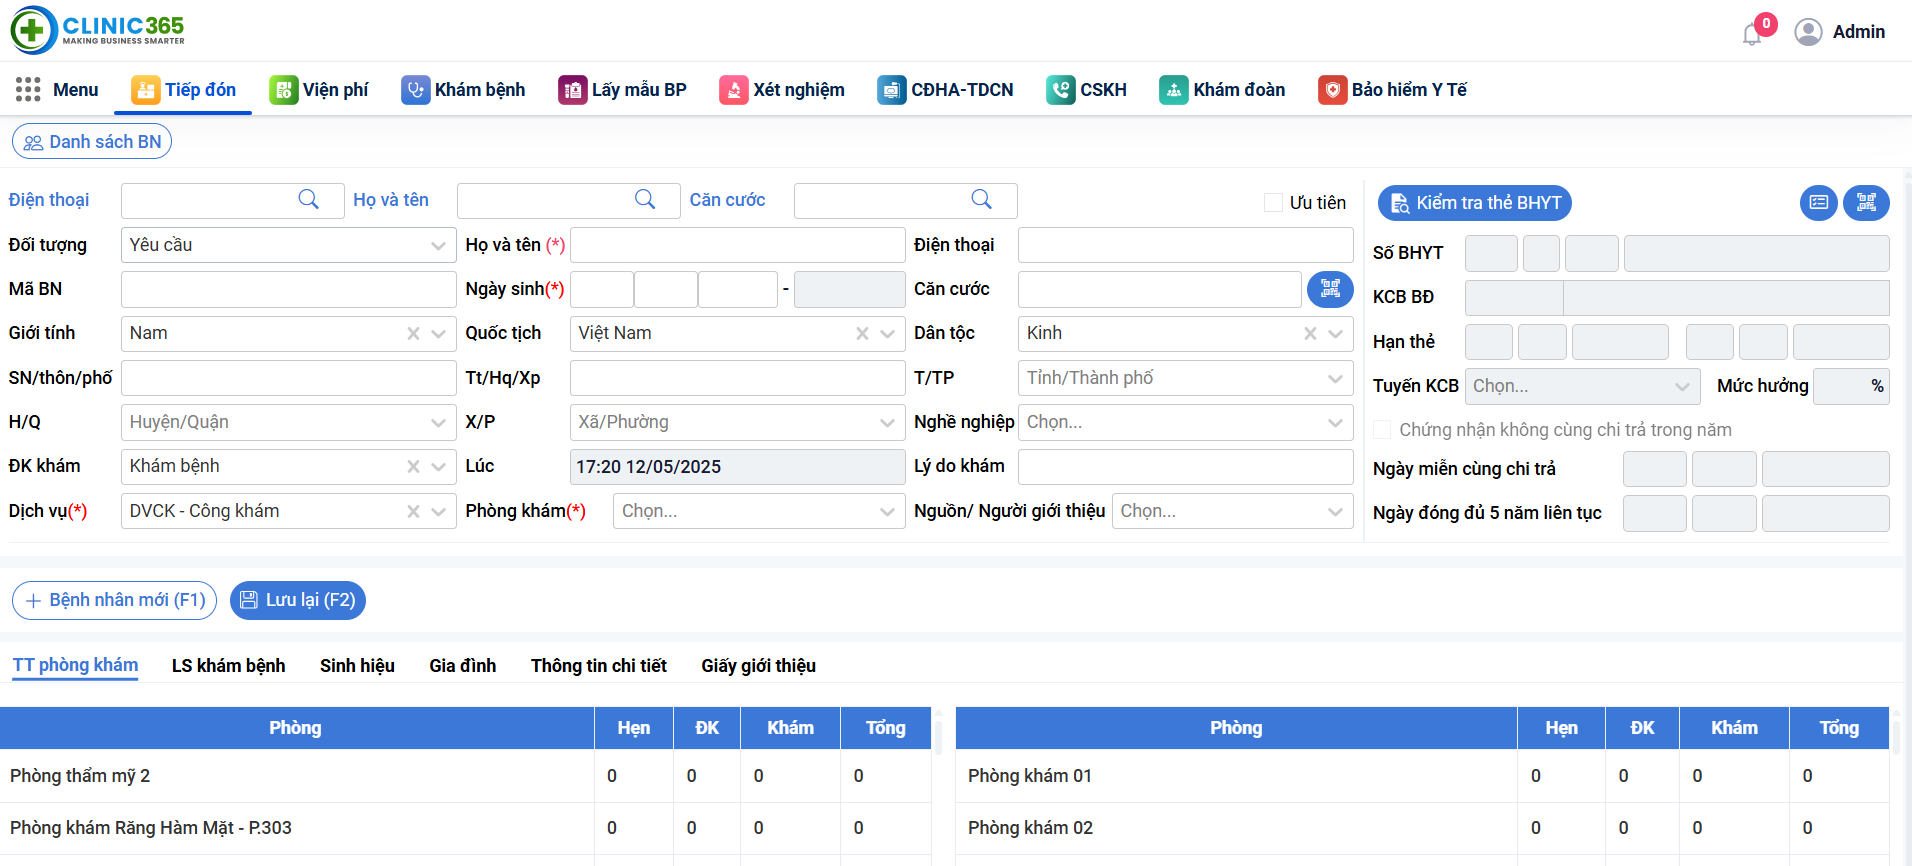 CLINIC365
MAKING BUSINESS SMARTER
0
Admin
Menu Tiếp đón Viện phí Khám bệnh Lấy mẫu BP Xét nghiệm CĐHA-TDCN CSKH Khám đoàn Bảo hiểm Y Tế
Danh sách BN
Điện thoại Họ và tên Căn cước Ưu tiên
Đối tượng Yêu cầu Họ và tên (*) Điện thoại
Mã BN Ngày sinh(*) - Căn cước
Giới tính Nam Quốc tịch Việt Nam Dân tộc Kinh
SN/thôn/phố Tt/Hq/Xp T/TP Tỉnh/Thành phố
H/Q Huyện/Quận X/P Xã/Phường Nghề nghiệp Chọn...
ĐK khám Khám bệnh Lúc 17:20 12/05/2025 Lý do khám
Dịch vụ(*) DVCK - Công khám Phòng khám(*) Chọn... Nguồn/ Người giới thiệu Chọn...
Kiểm tra thẻ BHYT
Số BHYT
KCB BĐ
Hạn thẻ
Tuyến KCB Chọn... Mức hưởng %
Chứng nhận không cùng chi trả trong năm
Ngày miễn cùng chi trả
Ngày đóng đủ 5 năm liên tục
Bệnh nhân mới (F1) Lưu lại (F2)
TT phòng khám LS khám bệnh Sinh hiệu Gia đình Thông tin chi tiết Giấy giới thiệu
Phòng Hẹn ĐK Khám Tổng
Phòng thẩm mỹ 2 0 0 0 0
Phòng khám Răng Hàm Mặt - P.303 0 0 0 0
Phòng Hẹn ĐK Khám Tổng
Phòng khám 01 0 0 0 0
Phòng khám 02 0 0 0 0